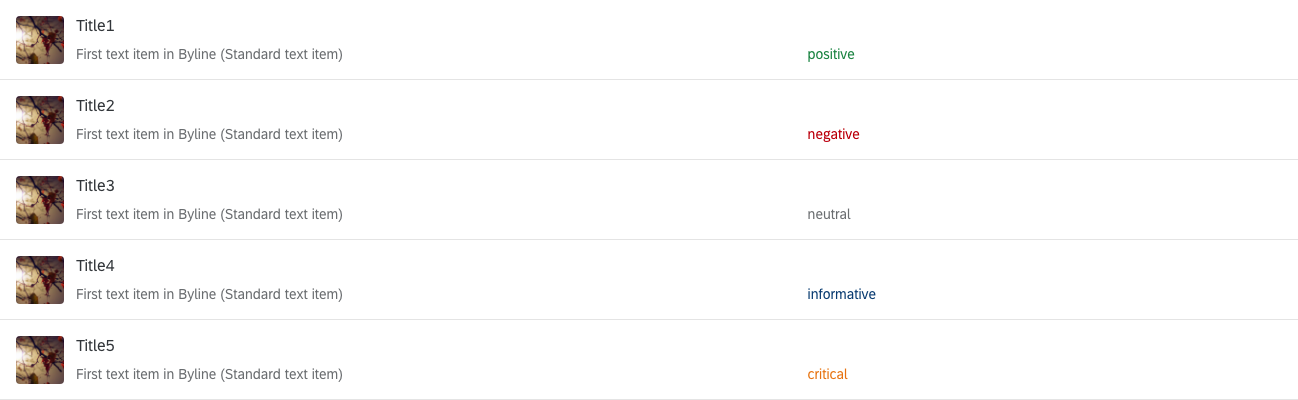 Title1
First text item in Byline (Standard text item) positive
Title2
First text item in Byline (Standard text item) negative
Title3
First text item in Byline (Standard text item) neutral
Title4
First text item in Byline (Standard text item) informative
Title5
First text item in Byline (Standard text item) critical